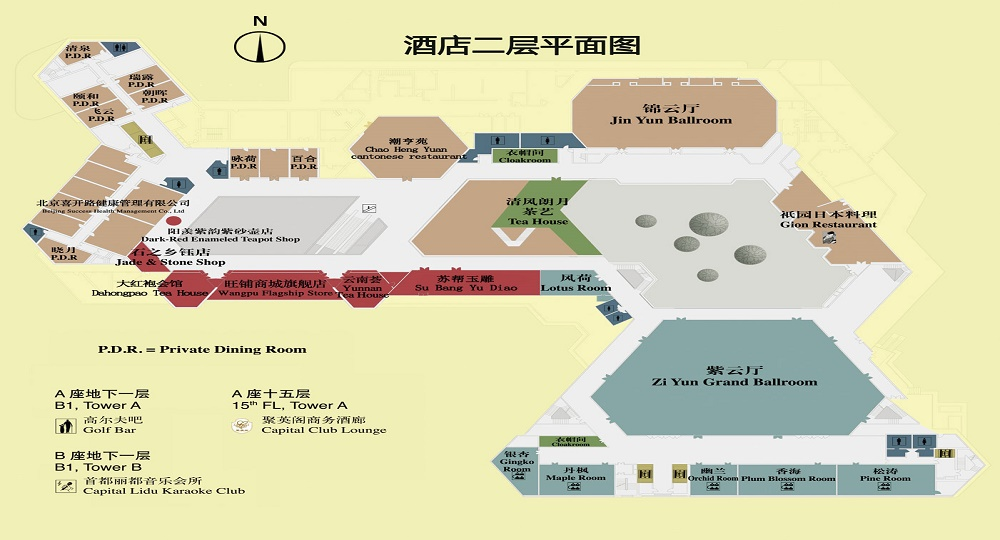 N
酒店二层平面图
清泉
P.D.R
瑞露
P.D.R
朝晖
P.D.R
颐和
P.D.R
飞云
P.D.R
咏荷
P.D.R
百合
P.D.R
潮亨苑
Chao Heng Yuan
cantonese restaurant
衣帽间
Cloakroom
锦云厅
Jin Yun Ballroom
北京喜开路健康管理有限公司
Beijing Success Health Management Co., Ltd
清风朗月
茶艺
Tea House
祇园日本料理
Gion Restaurant
阳羡紫韵紫砂壶店
Dark-Red Enameled Teapot Shop
晓月
P.D.R
石之乡钰店
Jade & Stone Shop
大红袍会馆
Dahongpao Tea House
旺铺商城旗舰店
Wangpu Flagship Store
云南荟
Yunnan
Tea House
苏帮玉雕
Su Bang Yu Diao
风荷
Lotus Room
P.D.R. = Private Dining Room
紫云厅
Zi Yun Grand Ballroom
A 座地下一层
B1, Tower A
高尔夫吧
Golf Bar
A 座十五层
15th FL, Tower A
聚英阁商务酒廊
Capital Club Lounge
B 座地下一层
B1, Tower B
首都丽都音乐会所
Capital Lidu Karaoke Club
衣帽间
Cloakroom
银杏
Gingko
Room
丹枫
Maple Room
幽兰
Orchid Room
香海
Plum Blossom Room
松涛
Pine Room